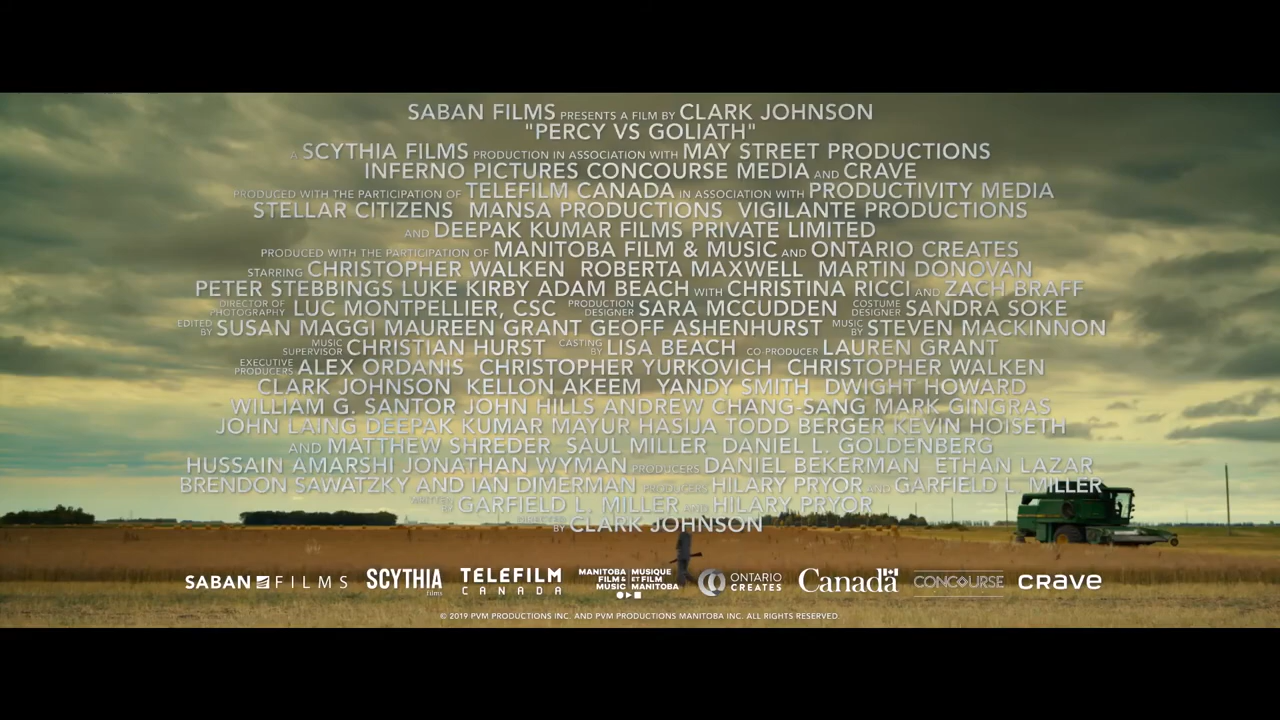 SABAN FILMS PRESENTS A FILM BY CLARK JOHNSON
"PERCY VS GOLIATH"
A SCYTHIA FILMS PRODUCTION IN ASSOCIATION WITH MAY STREET PRODUCTIONS
INFERNO PICTURES CONCOURSE MEDIA AND CRAVE
PRODUCED WITH THE PARTICIPATION OF TELEFILM CANADA IN ASSOCIATION WITH PRODUCTIVITY MEDIA
STELLAR CITIZENS MANSA PRODUCTIONS VIGILANTE PRODUCTIONS
AND DEEPAK KUMAR FILMS PRIVATE LIMITED
PRODUCED WITH THE PARTICIPATION OF MANITOBA FILM & MUSIC AND ONTARIO CREATES
STARRING CHRISTOPHER WALKEN ROBERTA MAXWELL MARTIN DONOVAN
PETER STEBBINGS LUKE KIRBY ADAM BEACH WITH CHRISTINA RICCI AND ZACH BRAFF
DIRECTOR OF PHOTOGRAPHY LUC MONTPELLIER, CSC PRODUCTION DESIGNER SARA MCCUDDEN COSTUME DESIGNER SANDRA SOKE
EDITED BY SUSAN MAGGI MAUREEN GRANT GEOFF ASHENHURST MUSIC BY STEVEN MACKINNON
MUSIC SUPERVISOR CHRISTIAN HURST CASTING BY LISA BEACH CO-PRODUCER LAUREN GRANT
EXECUTIVE PRODUCERS ALEX ORDANIS CHRISTOPHER YURKOVICH CHRISTOPHER WALKEN
CLARK JOHNSON KELLON AKEEM YANDY SMITH DWIGHT HOWARD
WILLIAM G. SANTOR JOHN HILLS ANDREW CHANG-SANG MARK GINGRAS
JOHN LAING DEEPAK KUMAR MAYUR HASIJA TODD BERGER KEVIN HOISETH
AND MATTHEW SHREDER SAUL MILLER DANIEL L. GOLDENBERG
HUSSAIN AMARSHI JONATHAN WYMAN PRODUCERS DANIEL BEKERMAN ETHAN LAZAR
BRENDON SAWATZKY AND IAN DIMERMAN PRODUCERS HILARY PRYOR AND GARFIELD L. MILLER
WRITTEN BY GARFIELD L. MILLER AND HILARY PRYOR
DIRECTED BY CLARK JOHNSON
SABAN FILMS SCYTHIA films TELEFILM CANADA MANITOBA FILM & MUSIC MUSIQUE ET FILM MANITOBA ONTARIO CREATES Canada CONCOURSE crave
© 2019 PVM PRODUCTIONS INC. AND PVM PRODUCTIONS MANITOBA INC. ALL RIGHTS RESERVED.